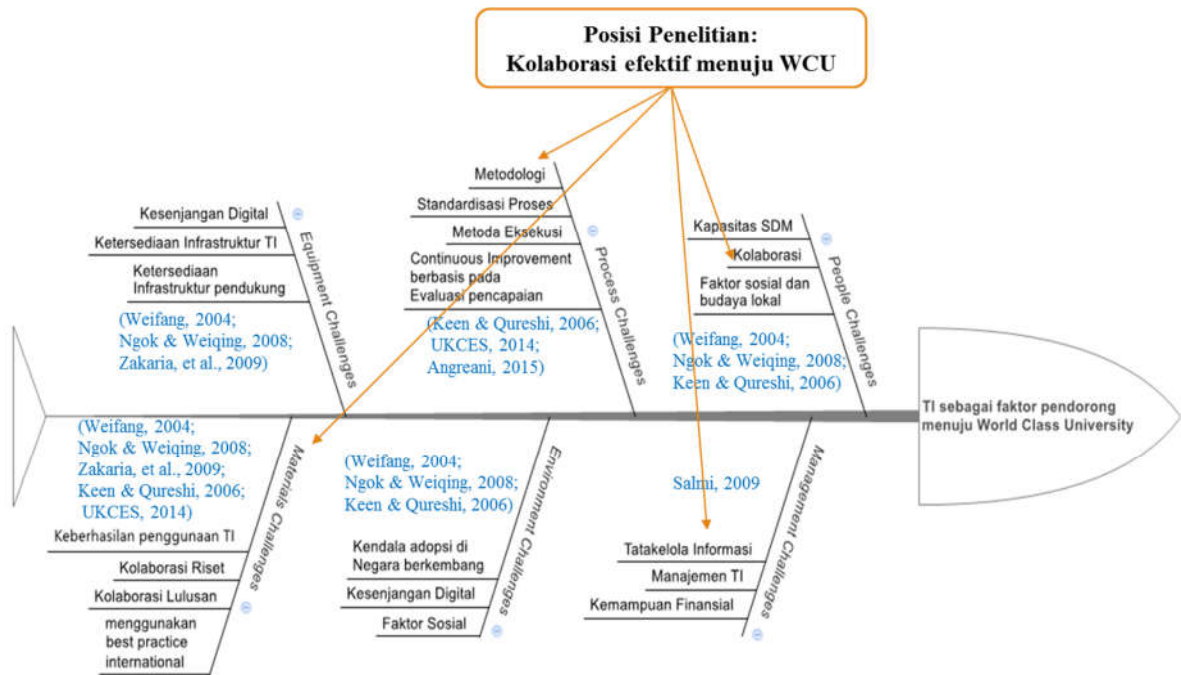 Posisi Penelitian:
Kolaborasi efektif menuju WCU
Kesenjangan Digital
Ketersediaan Infrastruktur TI
Ketersediaan
Infrastruktur pendukung
(Weifang, 2004;
Ngok & Weiqing, 2008;
Zakaria, et al., 2009)
Equipment Challenges
Metodologi
Standardisasi Proses
Metoda Eksekusi
Continuous Improvement
berbasis pada
Evaluasi pencapaian
(Keen & Qureshi, 2006;
UKCES, 2014;
Angreani, 2015)
Process Challenges
Kapasitas SDM
Kolaborasi
Faktor sosial dan
budaya lokal
(Weifang, 2004;
Ngok & Weiqing, 2008;
Keen & Qureshi, 2006)
People Challenges
TI sebagai faktor pendorong
menuju World Class University
(Weifang, 2004;
Ngok & Weiqing, 2008;
Zakaria, et al., 2009;
Keen & Qureshi, 2006;
UKCES, 2014)
Keberhasilan penggunaan TI
Kolaborasi Riset
Kolaborasi Lulusan
menggunakan
best practice
international
Materials Challenges
(Weifang, 2004;
Ngok & Weiqing, 2008;
Keen & Qureshi, 2006)
Kendala adopsi di
Negara berkembang
Kesenjangan Digital
Faktor Sosial
Environment Challenges
Salmi, 2009
Tatakelola Informasi
Manajemen TI
Kemampuan Finansial
Management Challenges